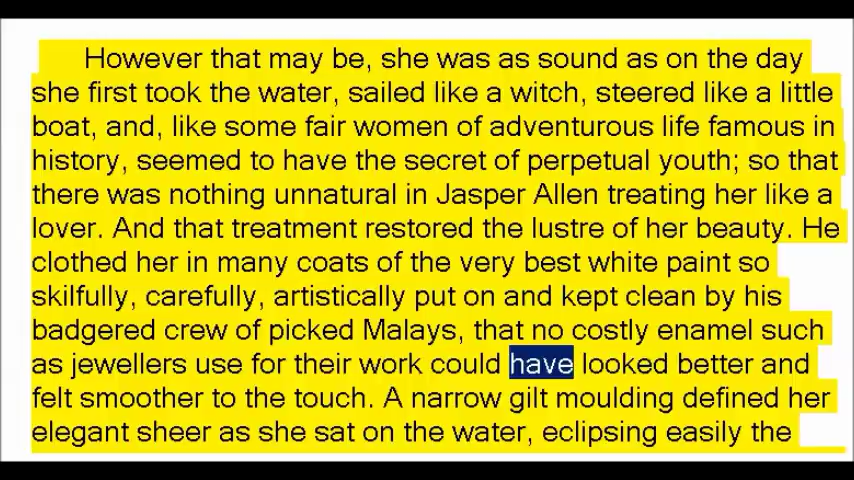 However that may be, she was as sound as on the day
she first took the water, sailed like a witch, steered like a little
boat, and, like some fair women of adventurous life famous in
history, seemed to have the secret of perpetual youth; so that
there was nothing unnatural in Jasper Allen treating her like a
lover. And that treatment restored the lustre of her beauty. He
clothed her in many coats of the very best white paint so
skilfully, carefully, artistically put on and kept clean by his
badgered crew of picked Malays, that no costly enamel such
as jewellers use for their work could have looked better and
felt smoother to the touch. A narrow gilt moulding defined her
elegant sheer as she sat on the water, eclipsing easily the